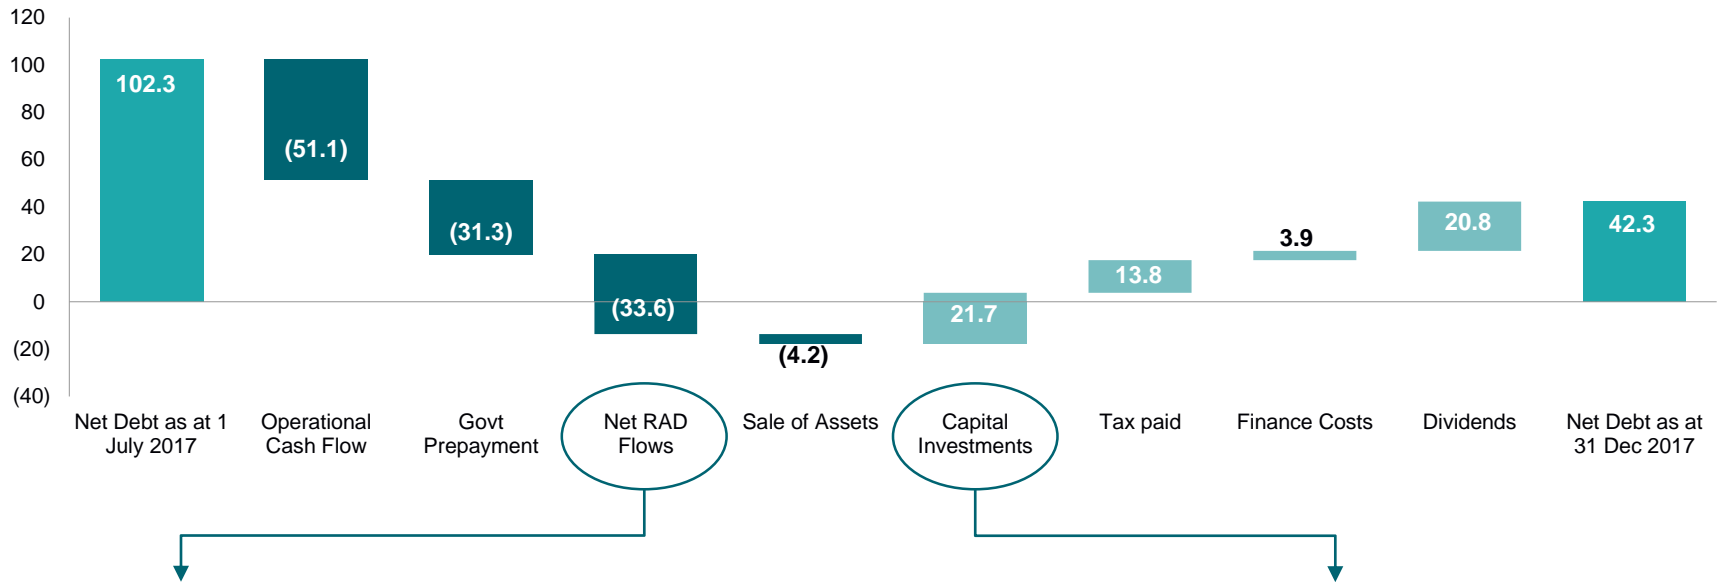 120
100
80
60
40
20
0
(20)
(40)
102.3
(51.1)
(31.3)
(33.6)
(4.2)
21.7
13.8
3.9
20.8
42.3
Net Debt as at 1
July 2017
Operational
Cash Flow
Govt
Prepayment
Net RAD
Flows
Sale of Assets
Capital
Investments
Tax paid
Finance Costs
Dividends
Net Debt as at
31 Dec 2017